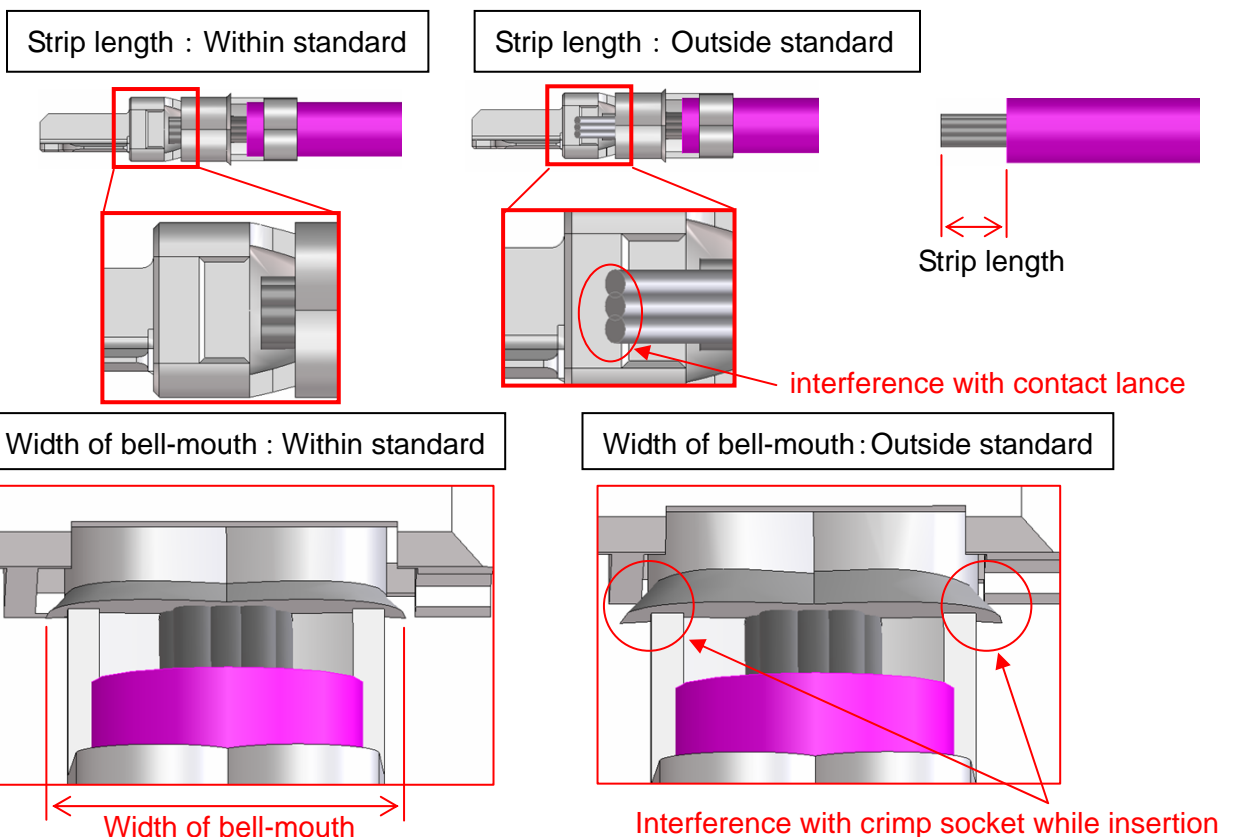 Strip length : Within standard
Strip length : Outside standard
Strip length
interference with contact lance
Width of bell-mouth : Within standard
Width of bell-mouth : Outside standard
Width of bell-mouth
Interference with crimp socket while insertion